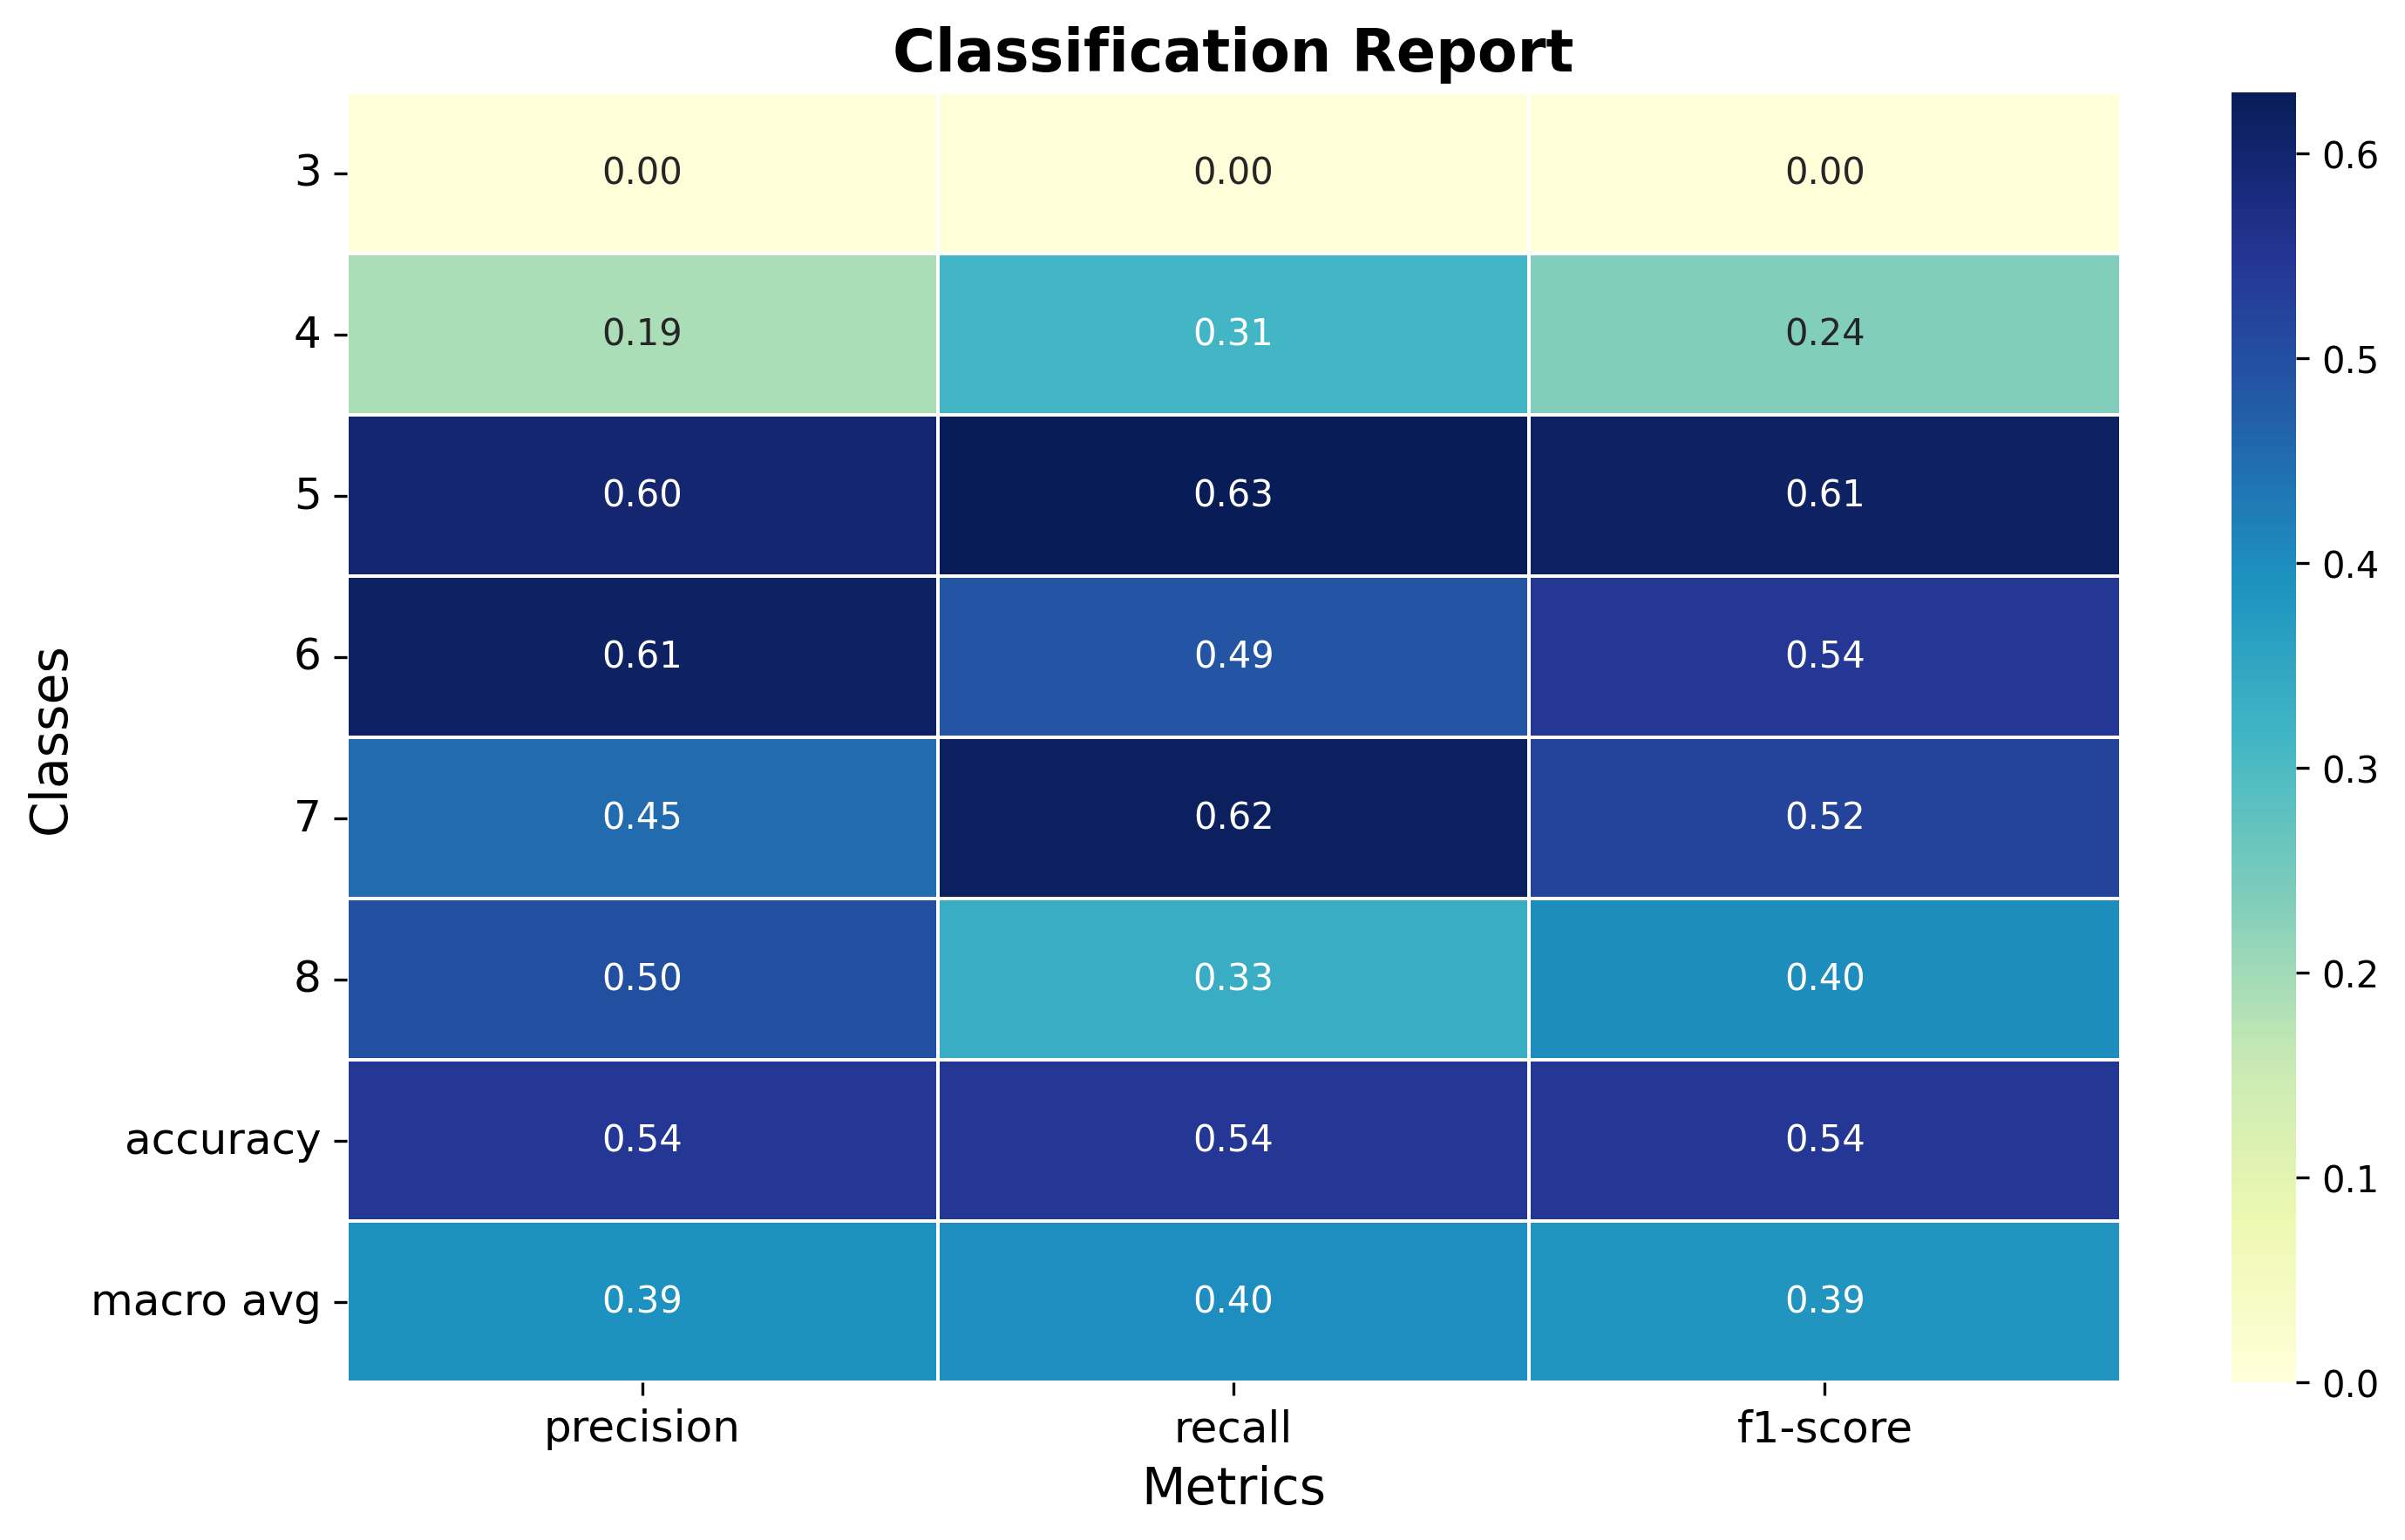 Classification Report
3 0.00 0.00 0.00
4 0.19 0.31 0.24
5 0.60 0.63 0.61
6 0.61 0.49 0.54
7 0.45 0.62 0.52
8 0.50 0.33 0.40
accuracy 0.54 0.54 0.54
macro avg 0.39 0.40 0.39
precision recall f1-score
Metrics
Classes
0.6
0.5
0.4
0.3
0.2
0.1
0.0